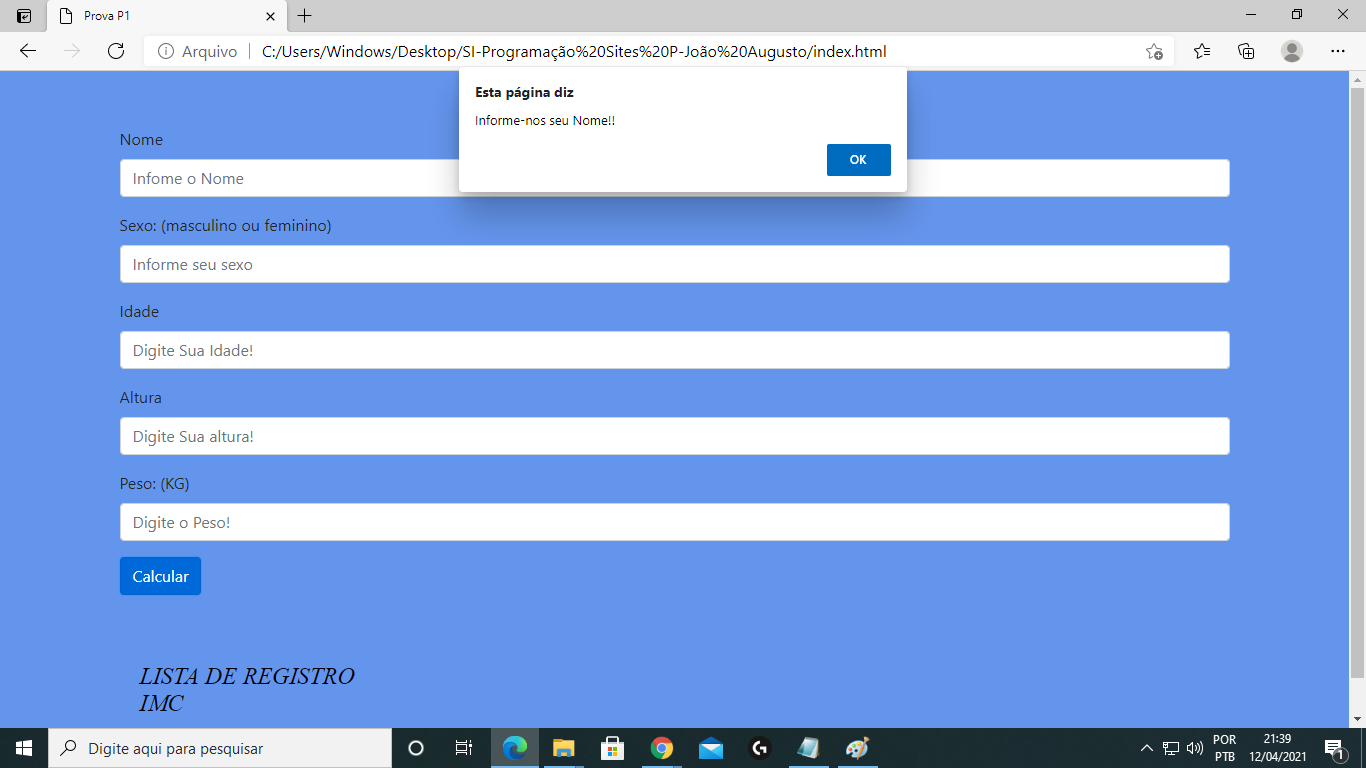 Prova P1
Arquivo C:/Users/Windows/Desktop/SI-Programação%20Sites%20P-João%20Augusto/index.html
Esta página diz
Informe-nos seu Nome!!
OK
Nome
Infome o Nome
Sexo: (masculino ou feminino)
Informe seu sexo
Idade
Digite Sua Idade!
Altura
Digite Sua altura!
Peso: (KG)
Digite o Peso!
Calcular
LISTA DE REGISTRO
IMC
Digite aqui para pesquisar
POR
PTB
21:39
12/04/2021
1